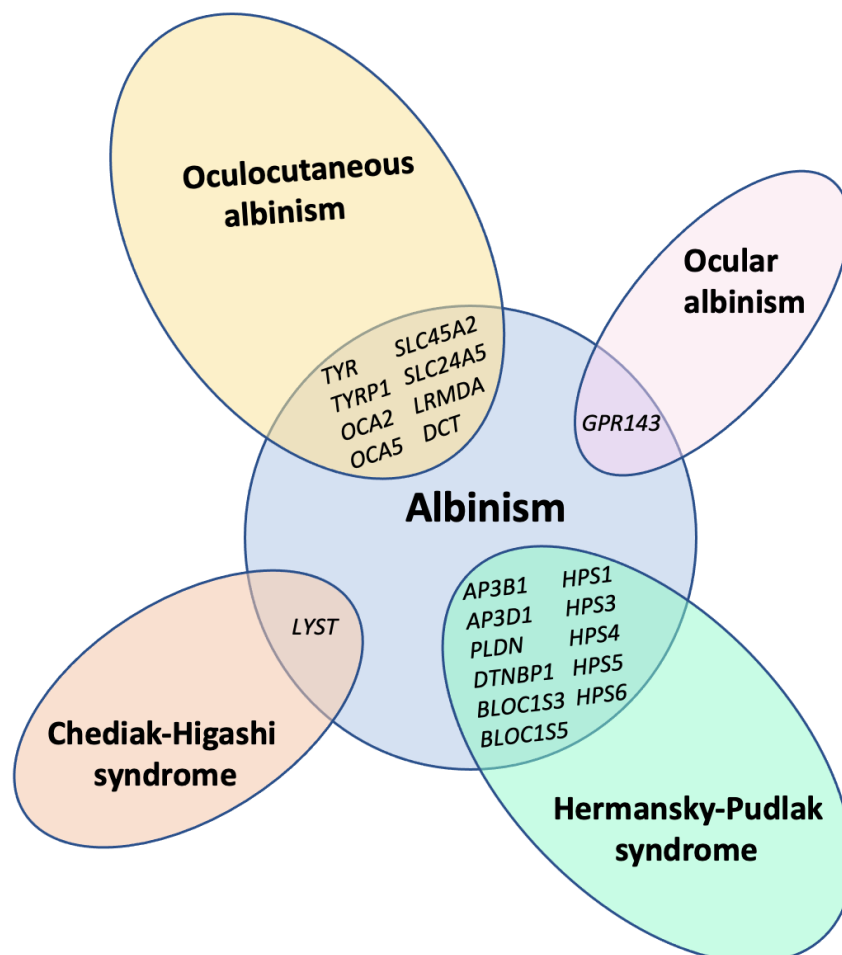 Oculocutaneous
albinism
Ocular
albinism
TYR SLC45A2
TYRP1 SLC24A5
OCA2 LRMDA
OCA5 DCT
GPR143
Albinism
AP3B1 HPS1
AP3D1 HPS3
PLDN HPS4
DTNBP1 HPS5
BLOC1S3 HPS6
BLOC1S5
LYST
Chediak-Higashi
syndrome
Hermansky-Pudlak
syndrome